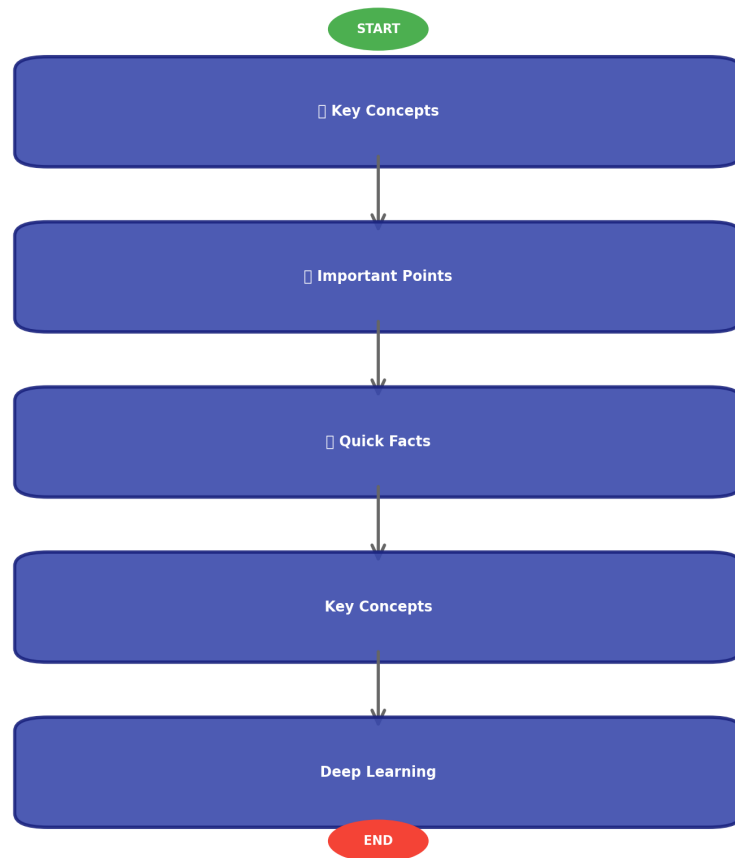 START
Key Concepts
Important Points
Quick Facts
Key Concepts
Deep Learning
END